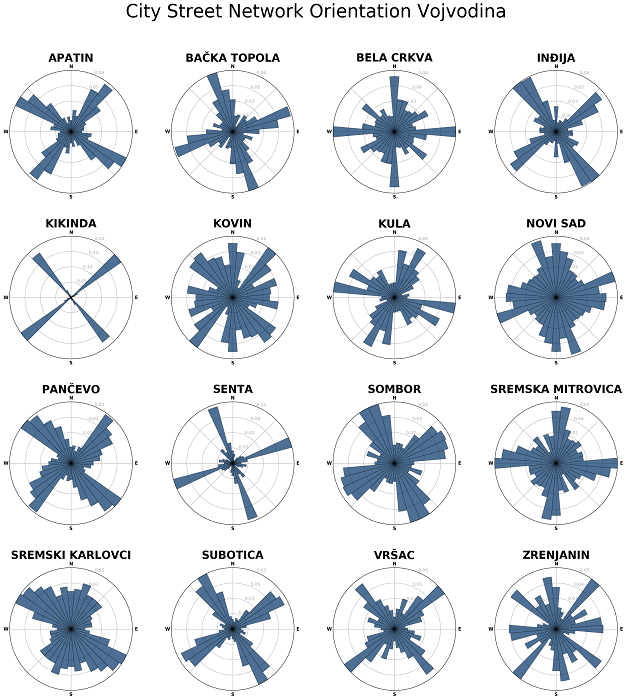 City Street Network Orientation Vojvodina
APATIN BAČKA TOPOLA BELA CRKVA INĐIJA
N N N N
W E W E W E W E
S S S S
KIKINDA KOVIN KULA NOVI SAD
N N N N
W E W E W E W E
S S S S
PANČEVO SENTA SOMBOR SREMSKA MITROVICA
N N N N
W E W E W E W E
S S S S
SREMSKI KARLOVCI SUBOTICA VRŠAC ZRENJANIN
N N N N
W E W E W E W E
S S S S